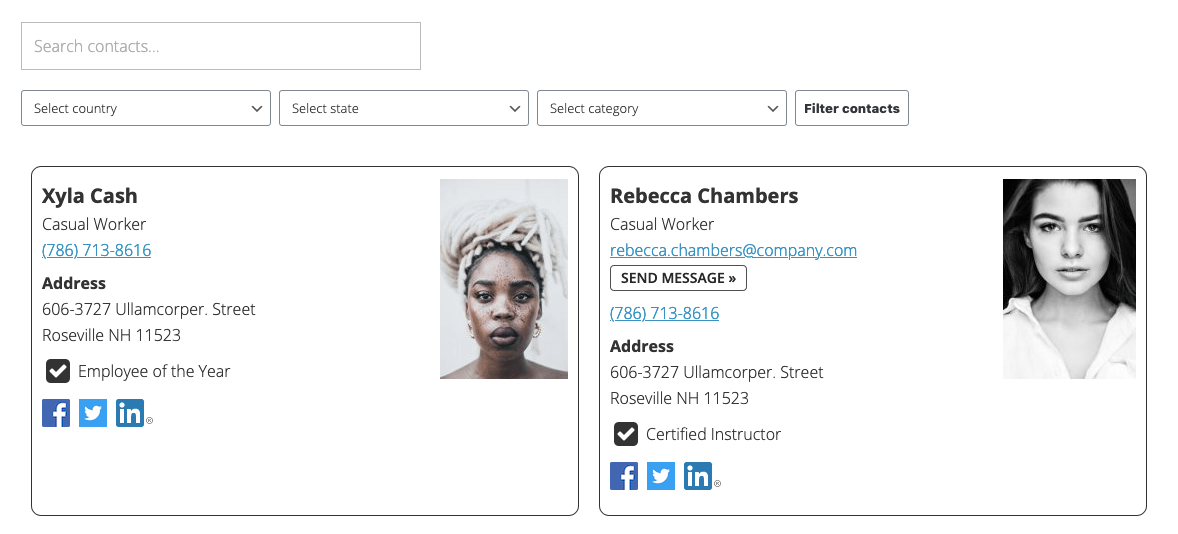 Search contacts...
Select country
Select state
Select category
Filter contacts
Xyla Cash
Casual Worker
(786) 713-8616
Address
606-3727 Ullamcorper. Street
Roseville NH 11523
Employee of the Year
f
in®
Rebecca Chambers
Casual Worker
rebecca.chambers@company.com
SEND MESSAGE »
(786) 713-8616
Address
606-3727 Ullamcorper. Street
Roseville NH 11523
Certified Instructor
f
in®